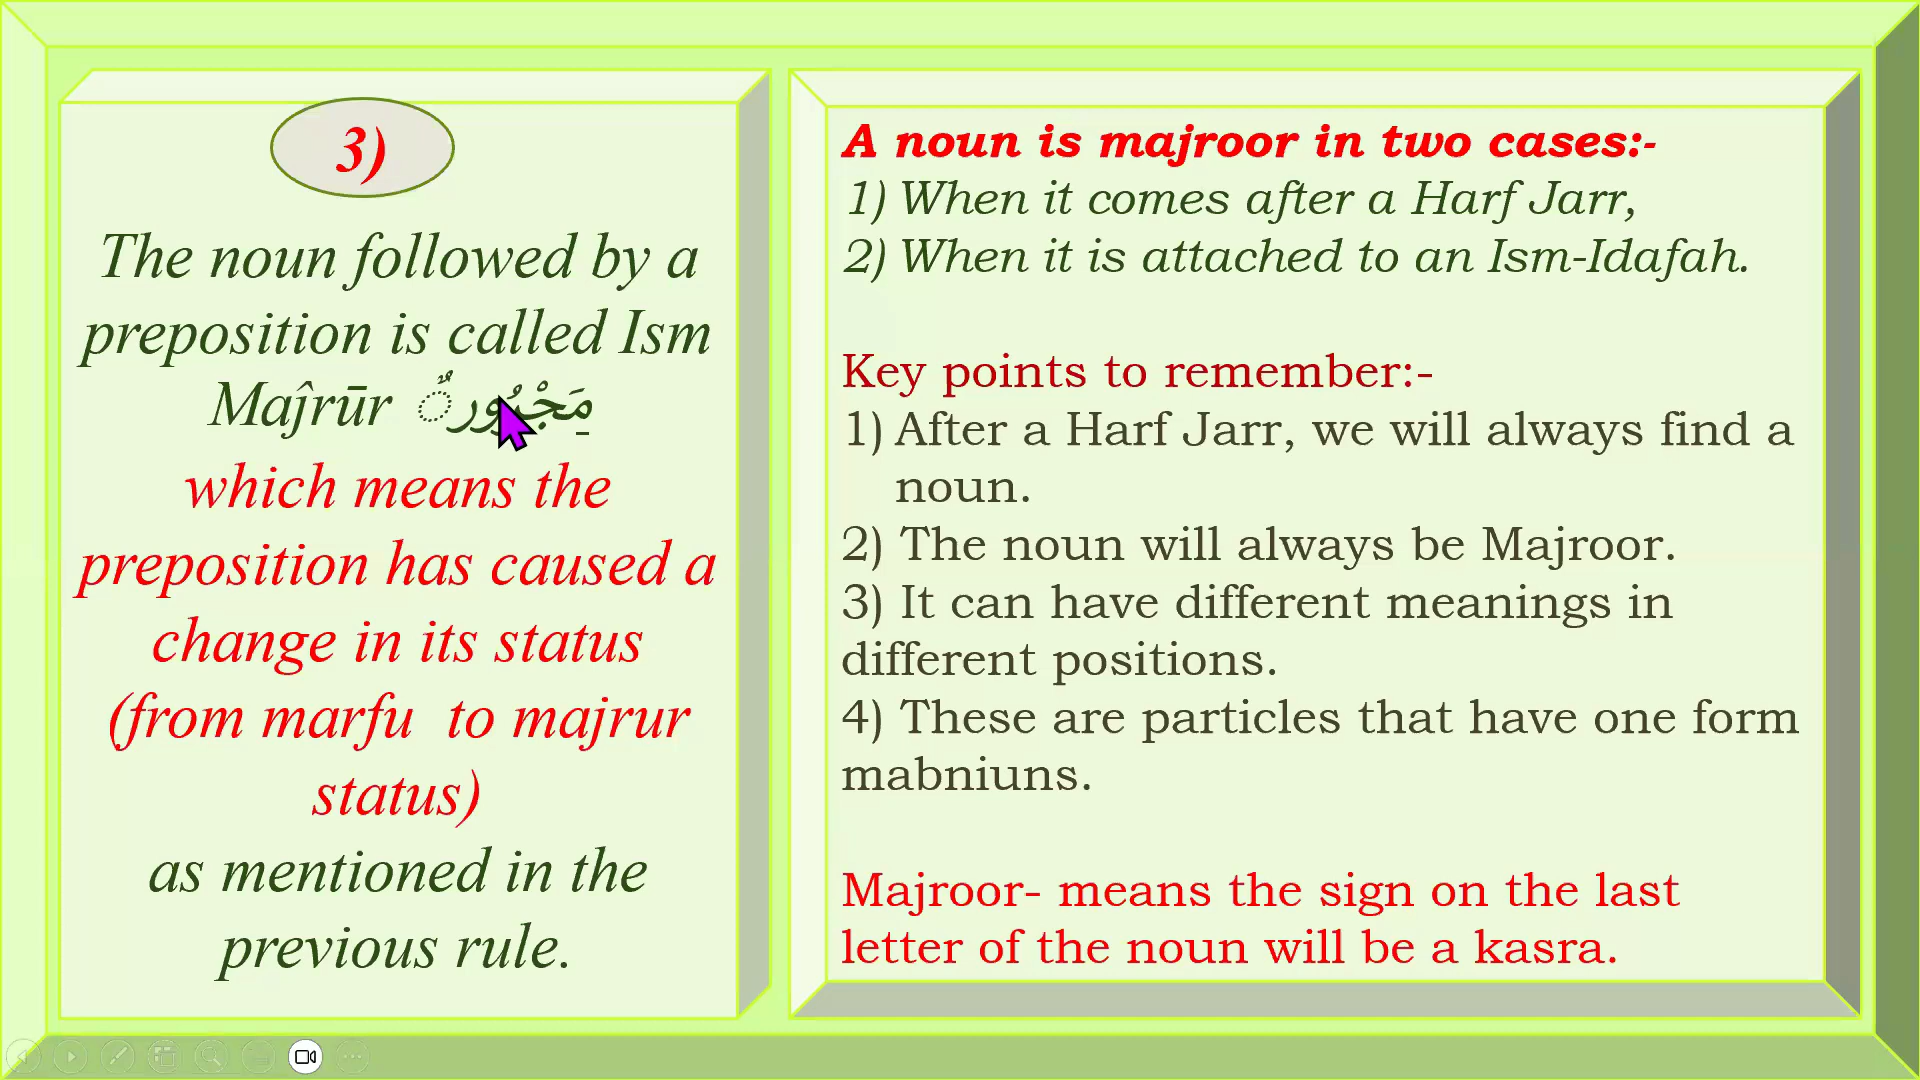 3)
The noun followed by a
preposition is called Ism
Maĵrūr مَجْرُورٌ
which means the
preposition has caused a
change in its status
(from marfu to majrur
status)
as mentioned in the
previous rule.
A noun is majroor in two cases:-
1) When it comes after a Harf Jarr,
2) When it is attached to an Ism-Idafah.
Key points to remember:-
1) After a Harf Jarr, we will always find a
noun.
2) The noun will always be Majroor.
3) It can have different meanings in
different positions.
4) These are particles that have one form
mabniuns.
Majroor- means the sign on the last
letter of the noun will be a kasra.